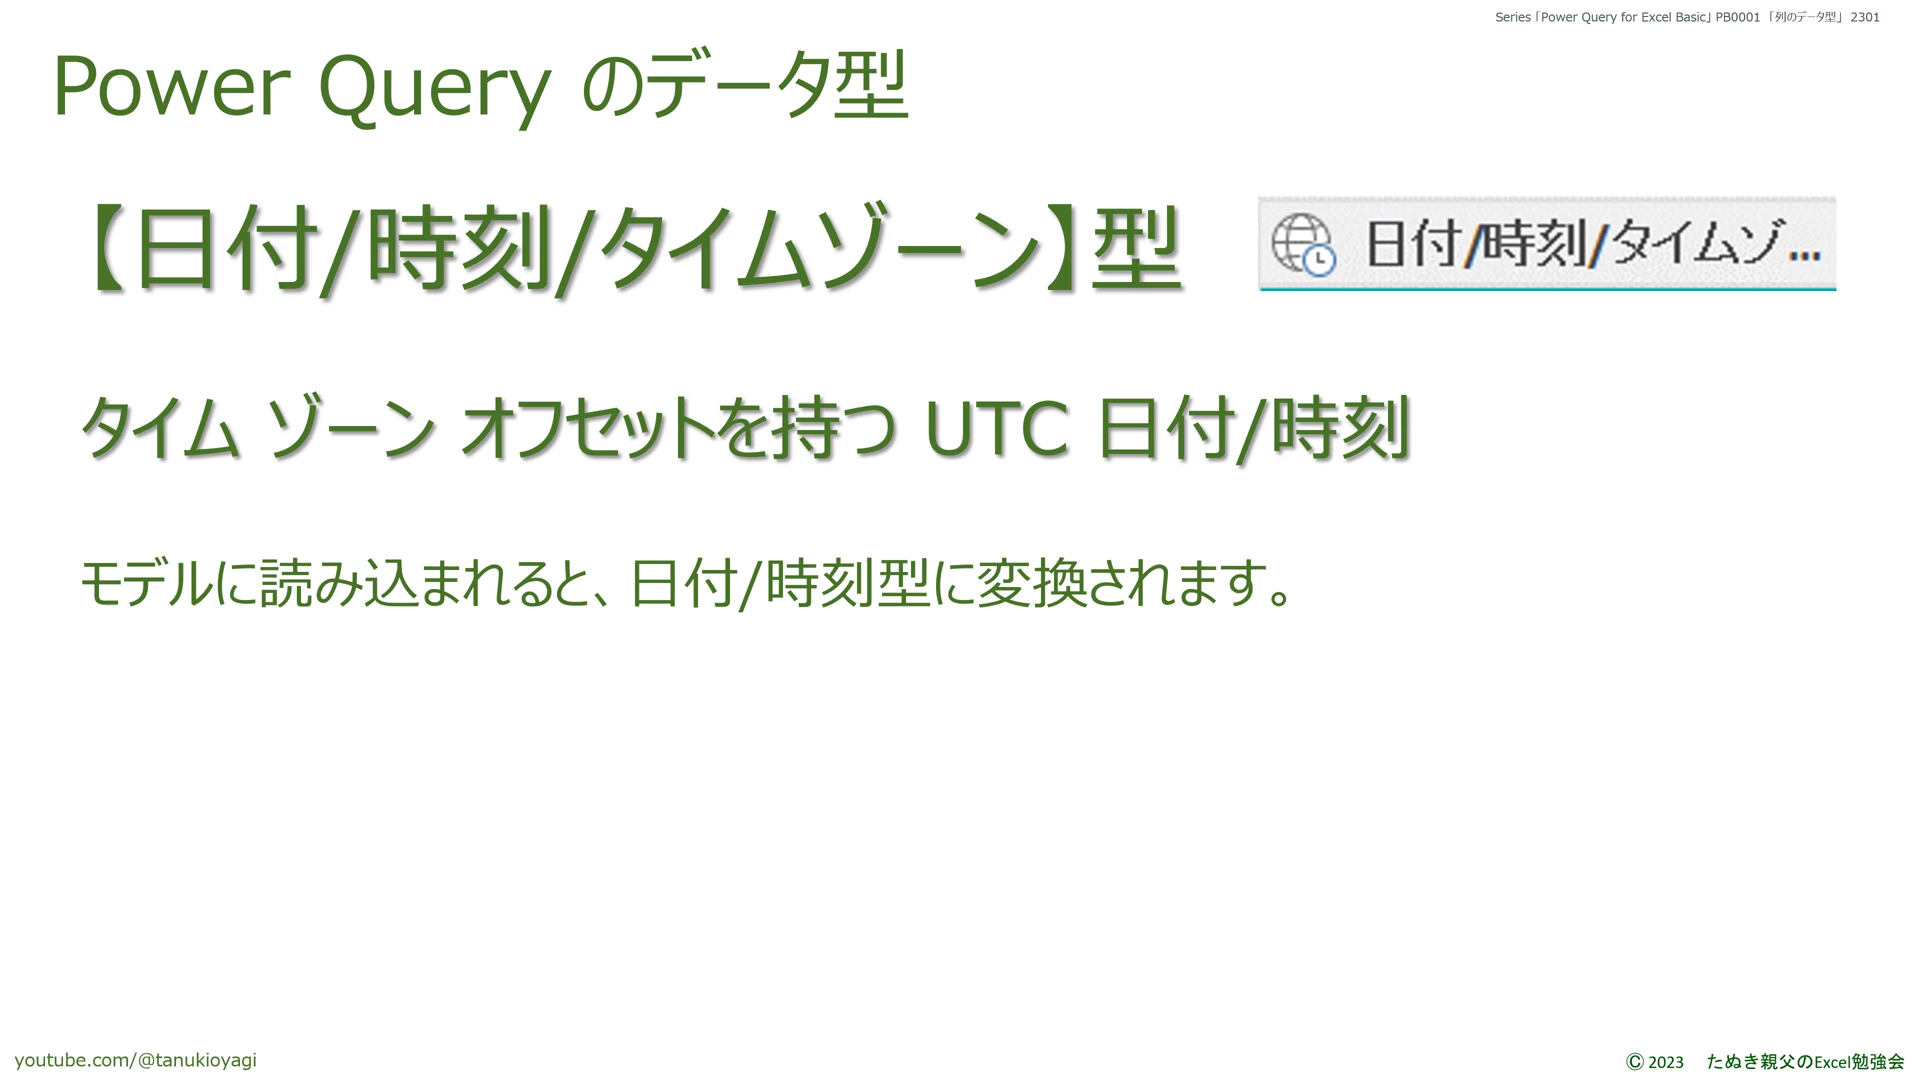 Series「Power Query for Excel Basic」PB0001「列のデータ型」 2301
Power Query のデータ型
【日付/時刻/タイムゾーン】型
日付/時刻/タイムゾ...
タイム ゾーン オフセットを持つ UTC 日付/時刻
モデルに読み込まれると、日付/時刻型に変換されます。
youtube.com/@tanukioyagi
© 2023 たぬき親父のExcel勉強会